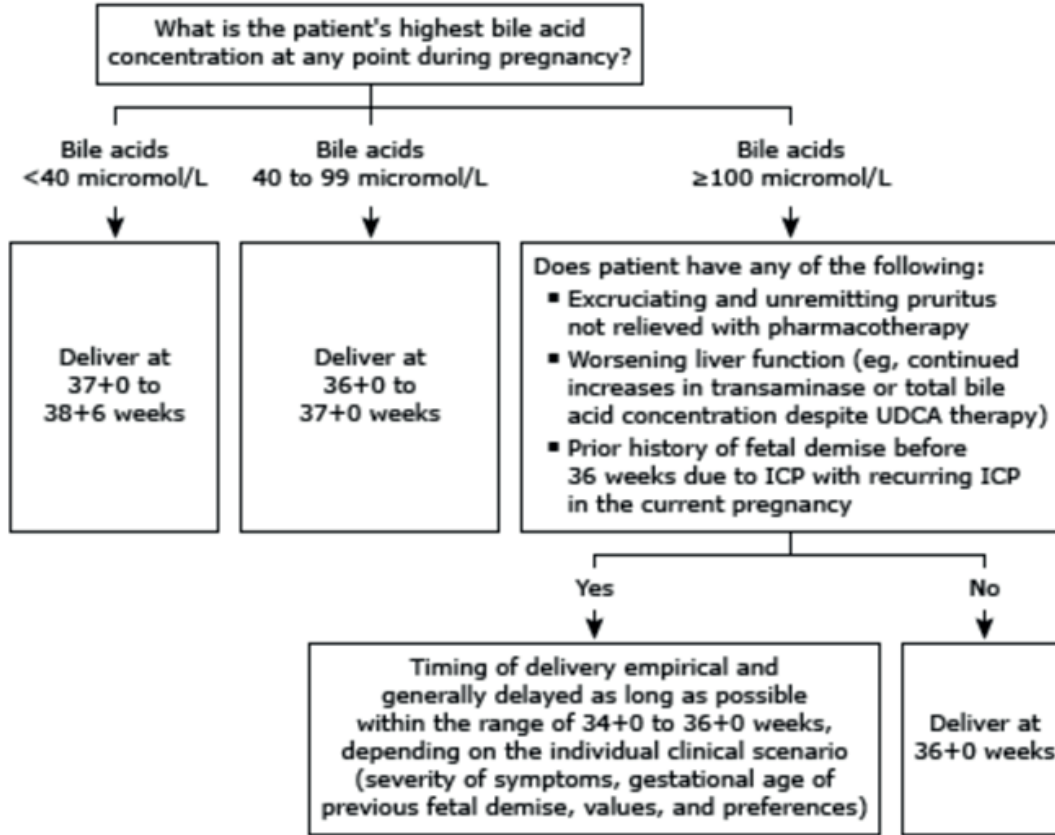 What is the patient's highest bile acid
concentration at any point during pregnancy?
Bile acids
<40 micromol/L
Bile acids
40 to 99 micromol/L
Bile acids
≥100 micromol/L
Deliver at
37+0 to
38+6 weeks
Deliver at
36+0 to
37+0 weeks
Does patient have any of the following:
▪ Excruciating and unremitting pruritus
not relieved with pharmacotherapy
▪ Worsening liver function (eg, continued
increases in transaminase or total bile
acid concentration despite UDCA therapy)
▪ Prior history of fetal demise before
36 weeks due to ICP with recurring ICP
in the current pregnancy
Yes
No
Timing of delivery empirical and
generally delayed as long as possible
within the range of 34+0 to 36+0 weeks,
depending on the individual clinical scenario
(severity of symptoms, gestational age of
previous fetal demise, values, and preferences)
Deliver at
36+0 weeks